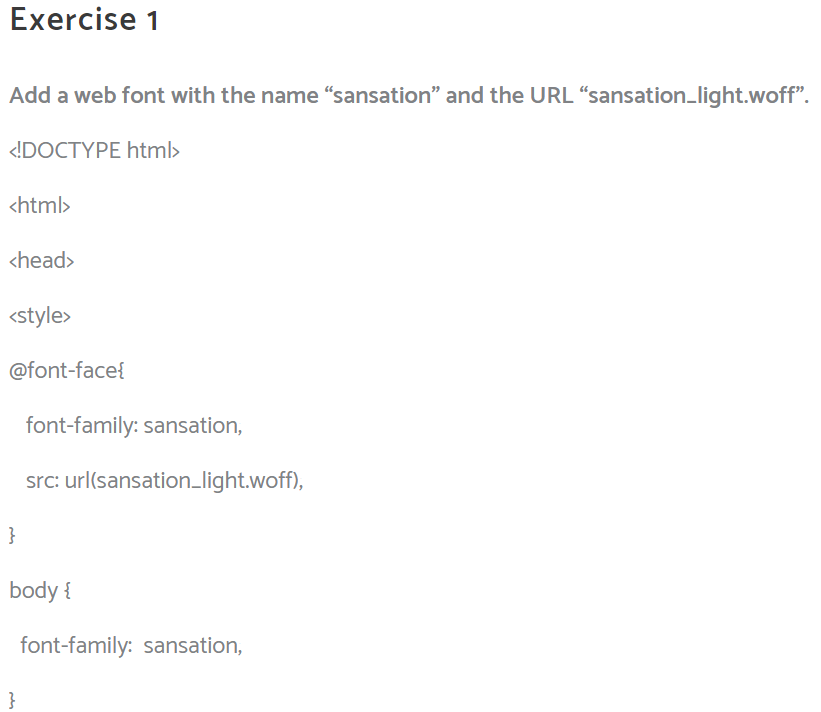 Exercise 1
Add a web font with the name “sansation” and the URL “sansation_light.woff”.
<!DOCTYPE html>
<html>
<head>
<style>
@font-face{
font-family: sansation,
src: url(sansation_light.woff),
}
body {
font-family:  sansation,
}